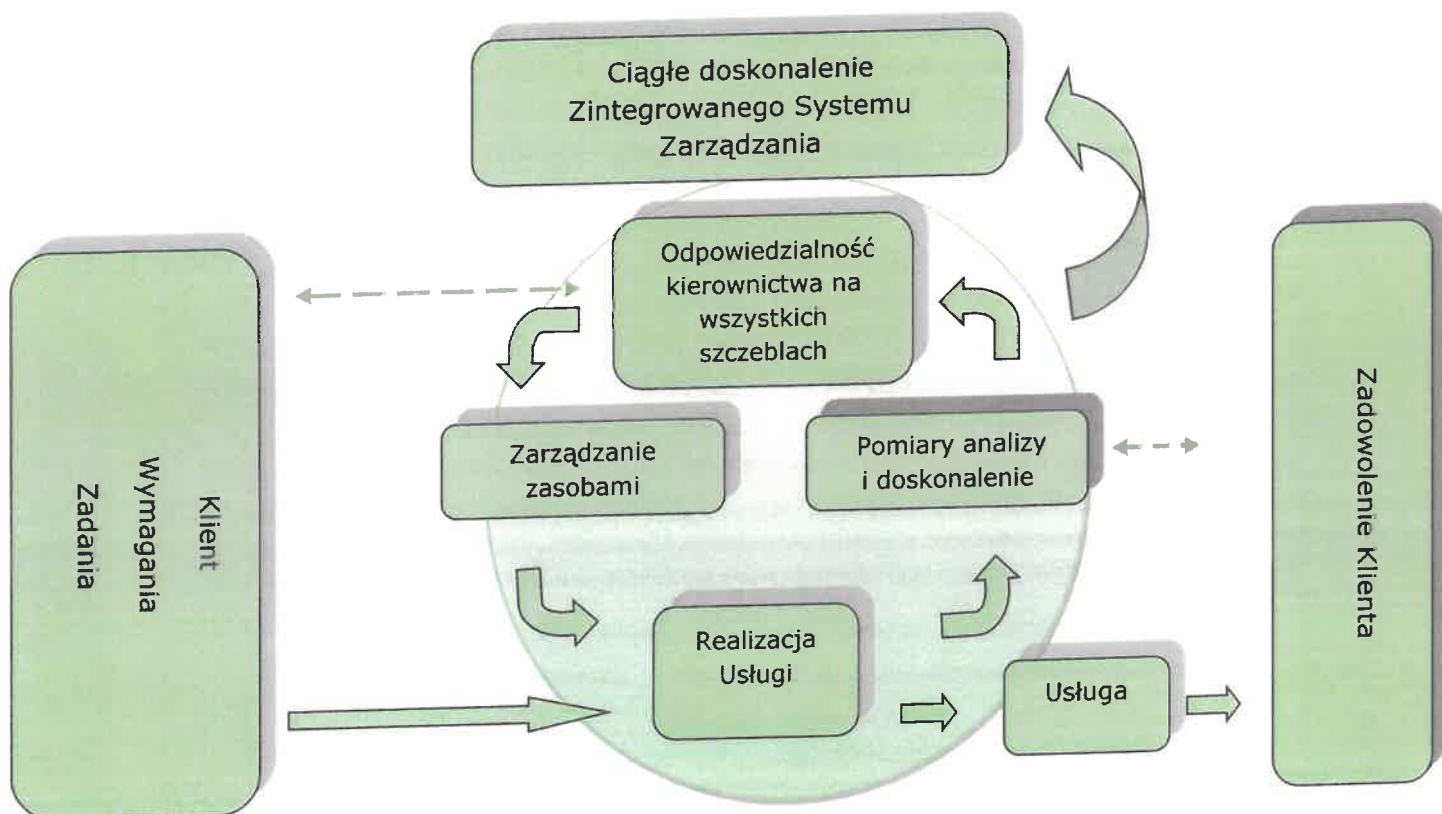 Ciągłe doskonalenie
Zintegrowanego Systemu
Zarządzania
Odpowiedzialność
kierownictwa na
wszystkich
szczeblach
Zarządzanie
zasobami
Pomiary analizy
i doskonalenie
Realizacja
Usługi
Usługa
Klient
Wymagania
Zadania
Zadowolenie Klienta